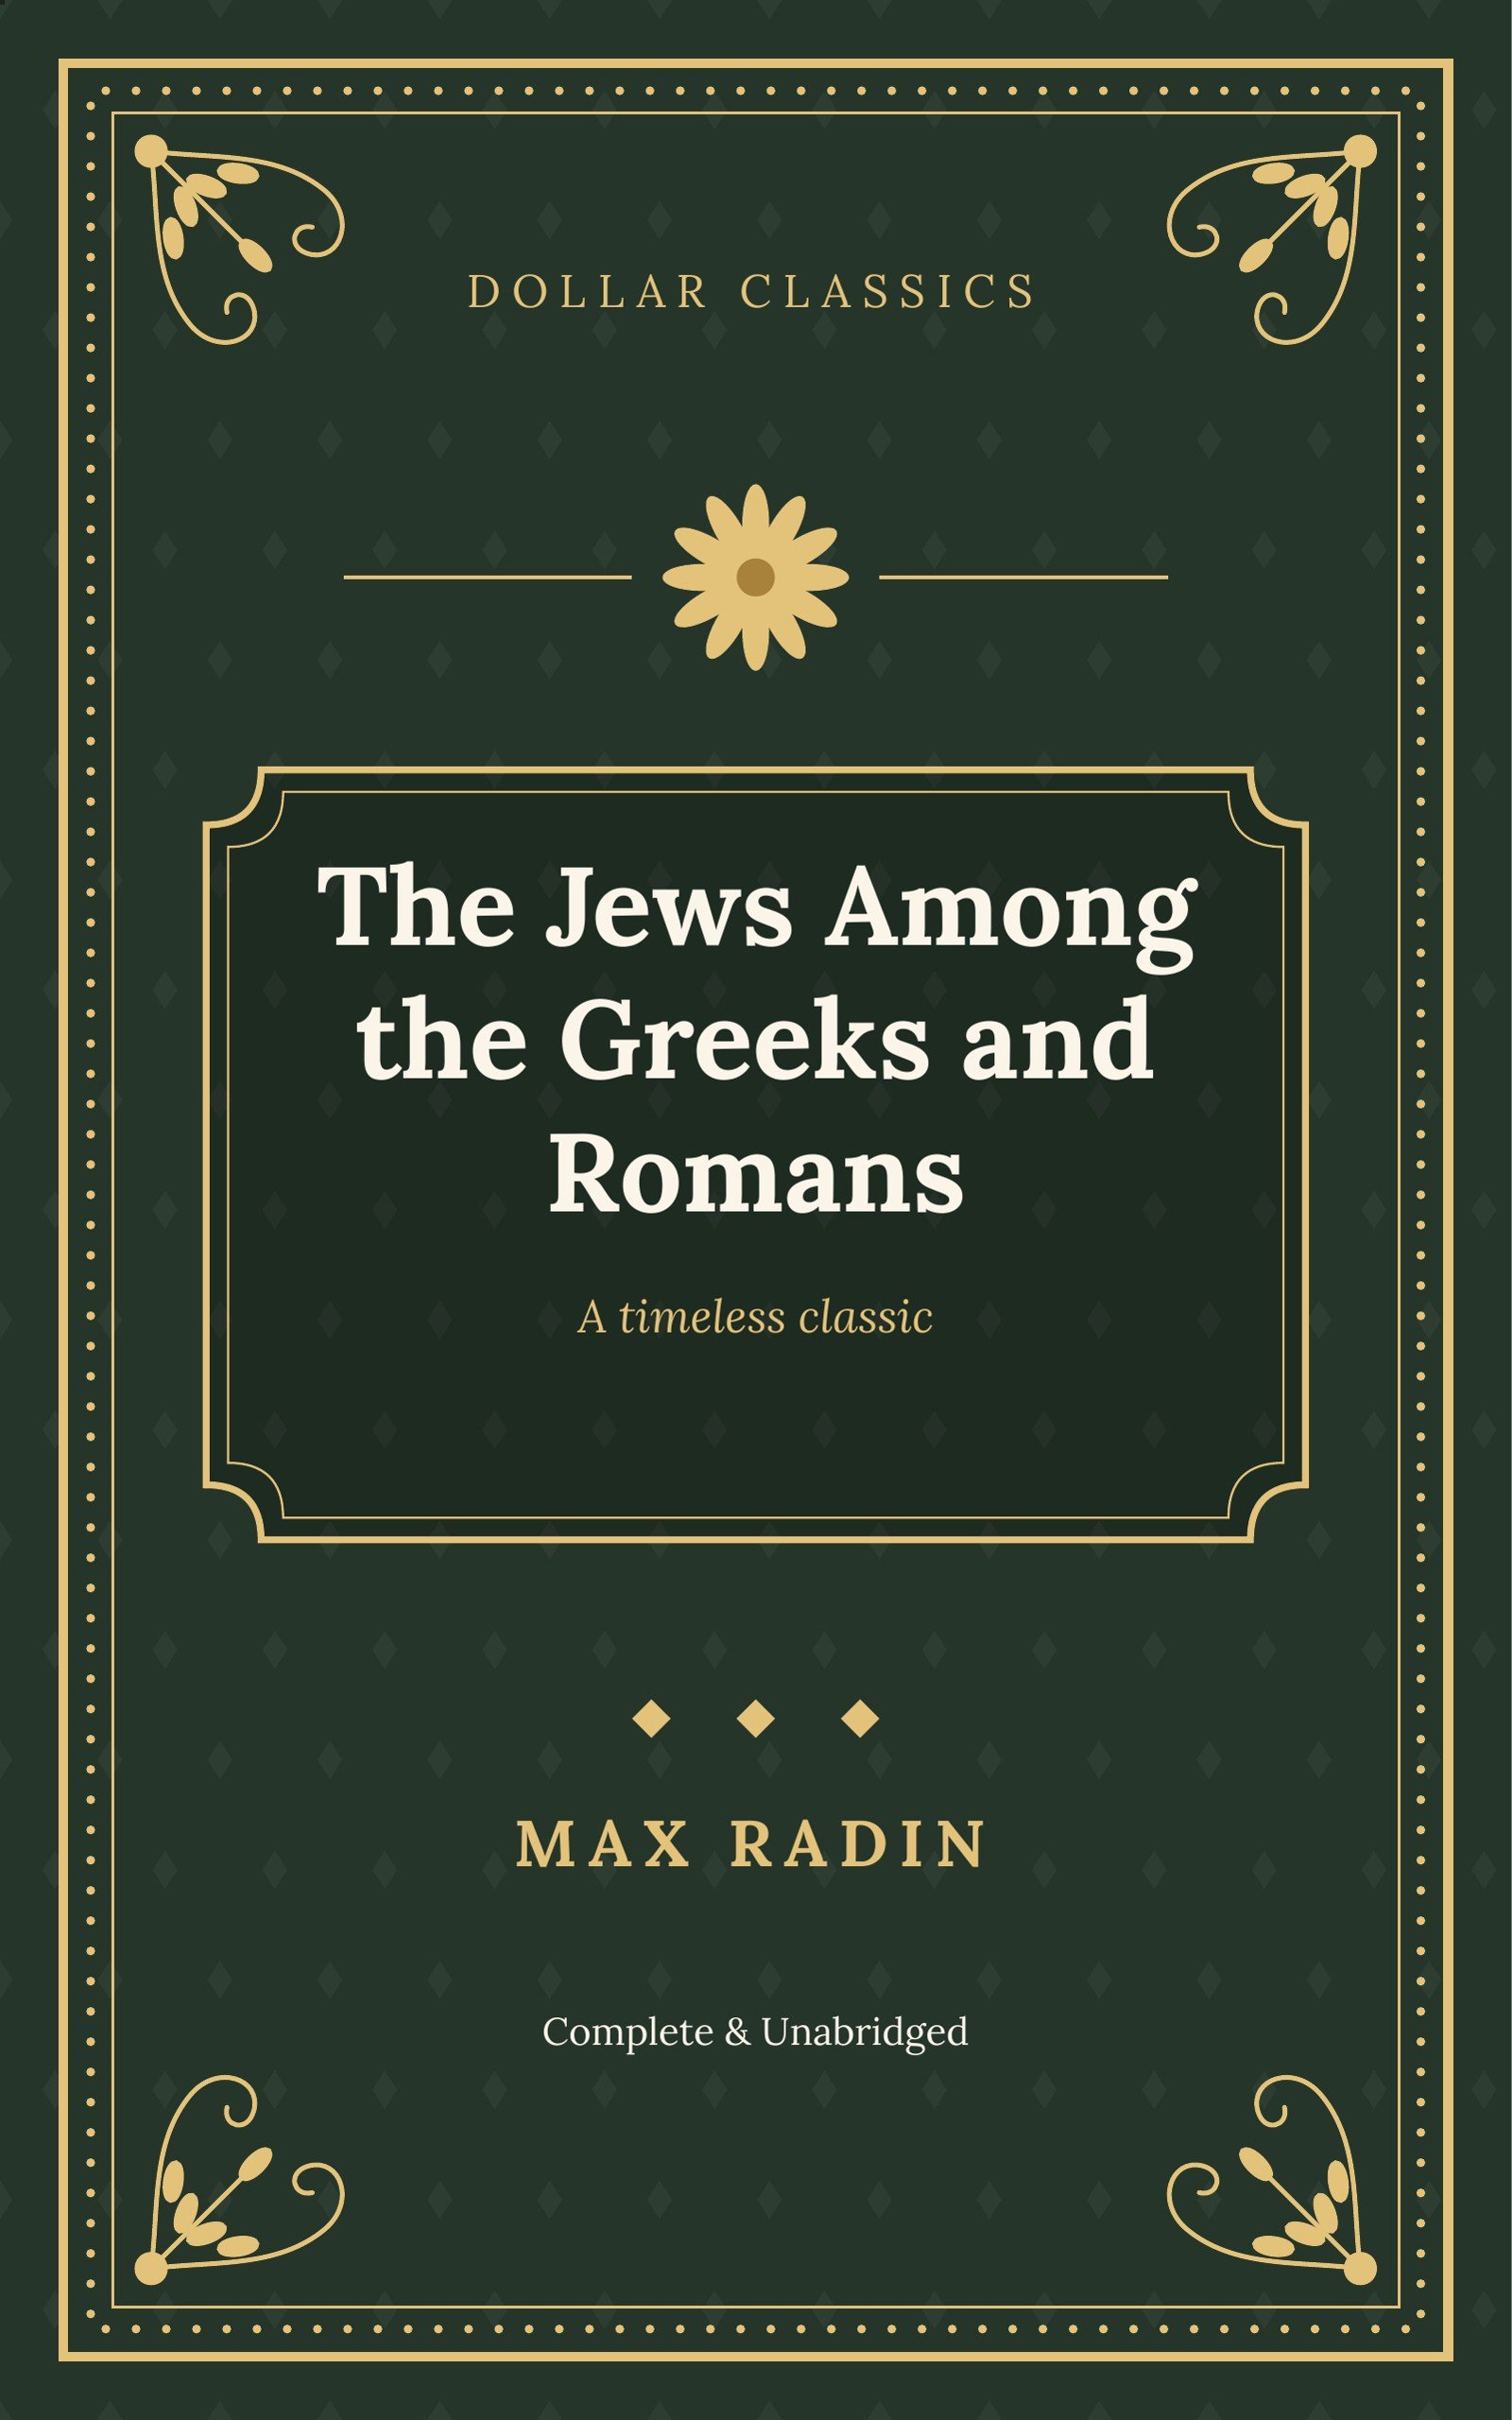 DOLLAR CLASSICS
The Jews Among
the Greeks and
Romans
A timeless classic
MAX RADIN
Complete & Unabridged